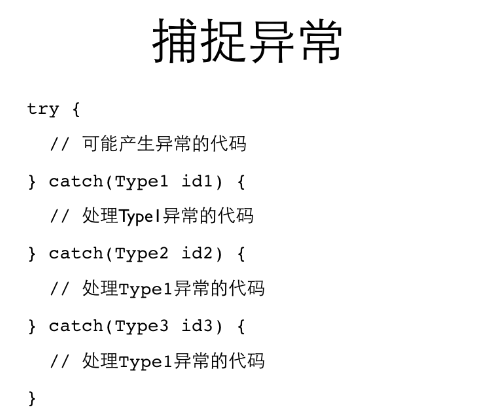 捕捉异常
try {
// 可能产生异常的代码
} catch(Type1 id1) {
// 处理Type1异常的代码
} catch(Type2 id2) {
// 处理Type1异常的代码
} catch(Type3 id3) {
// 处理Type1异常的代码
}